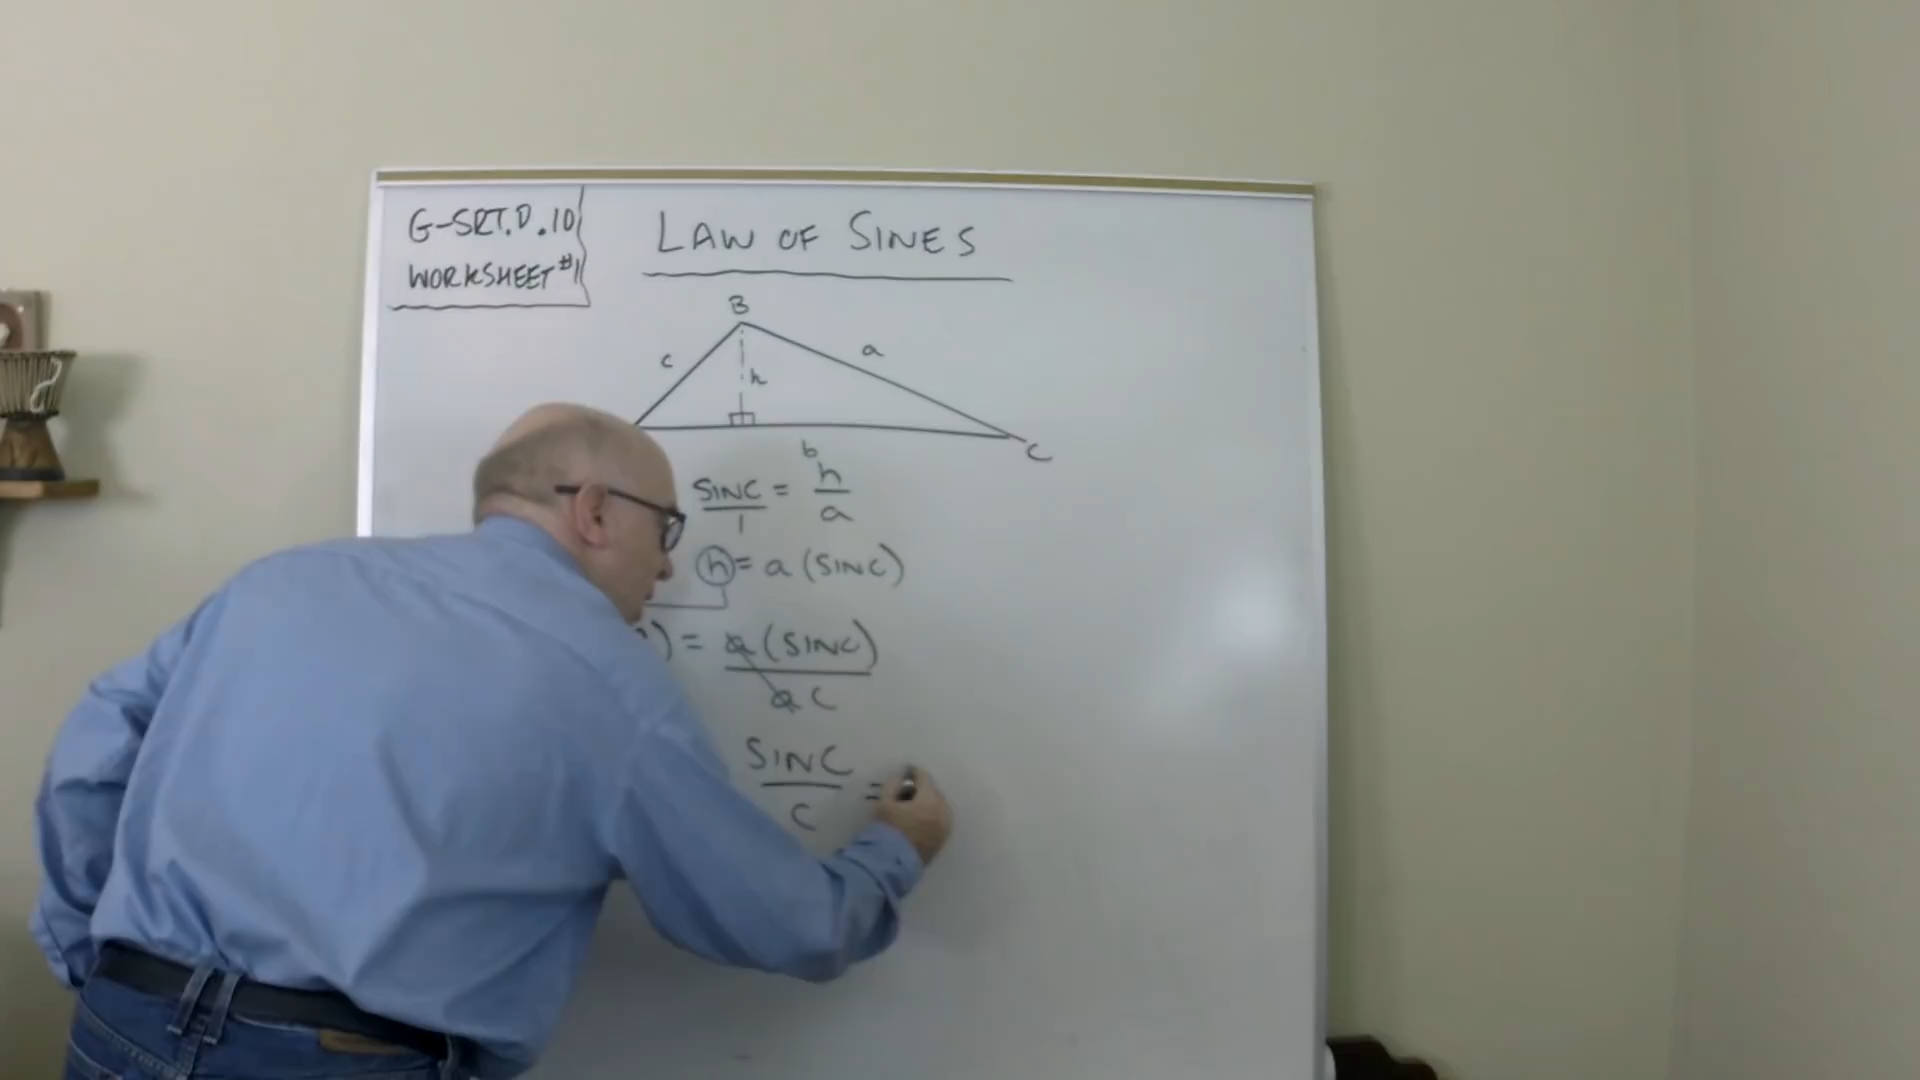 G-SRT.D.10
WORKSHEET #1
LAW OF SINES
B
c
a
h
b
C
SINC = h
1 a
h = a (SINC)
) = a (SINC)
a c
SINC =
c